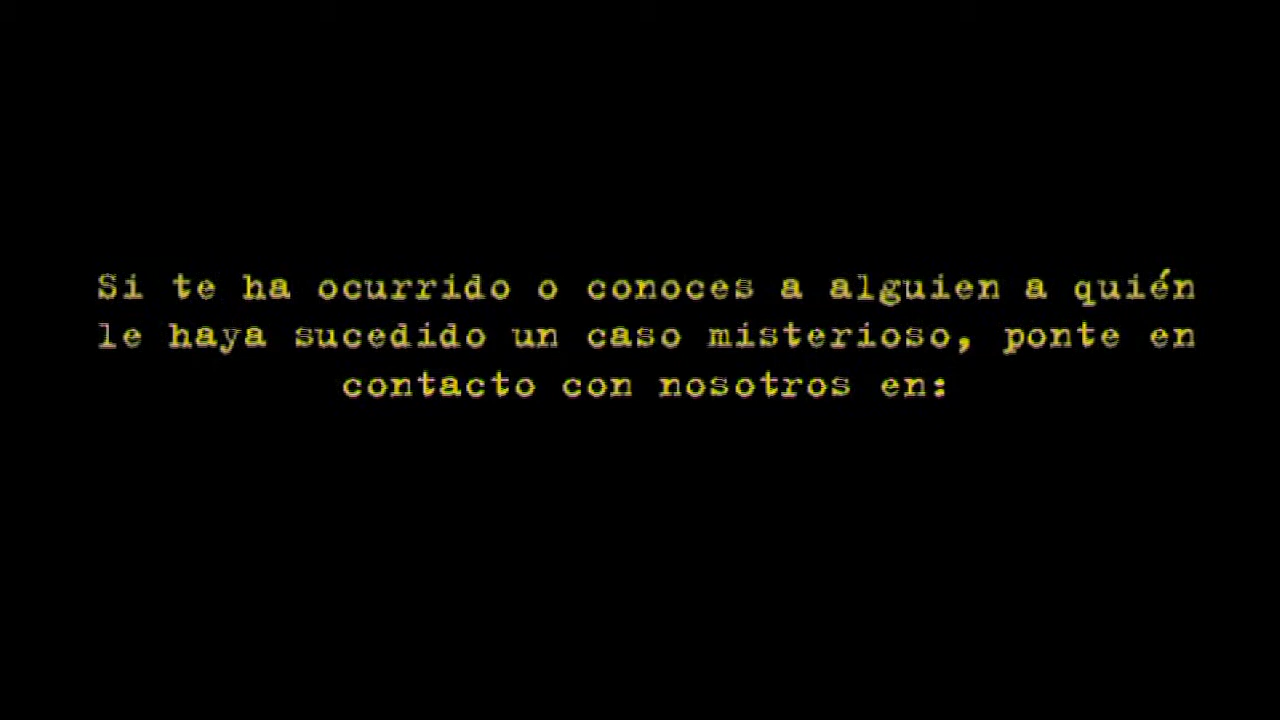 Si te ha ocurrido o conoces a alguien a quién
le haya sucedido un caso misterioso, ponte en
contacto con nosotros en: